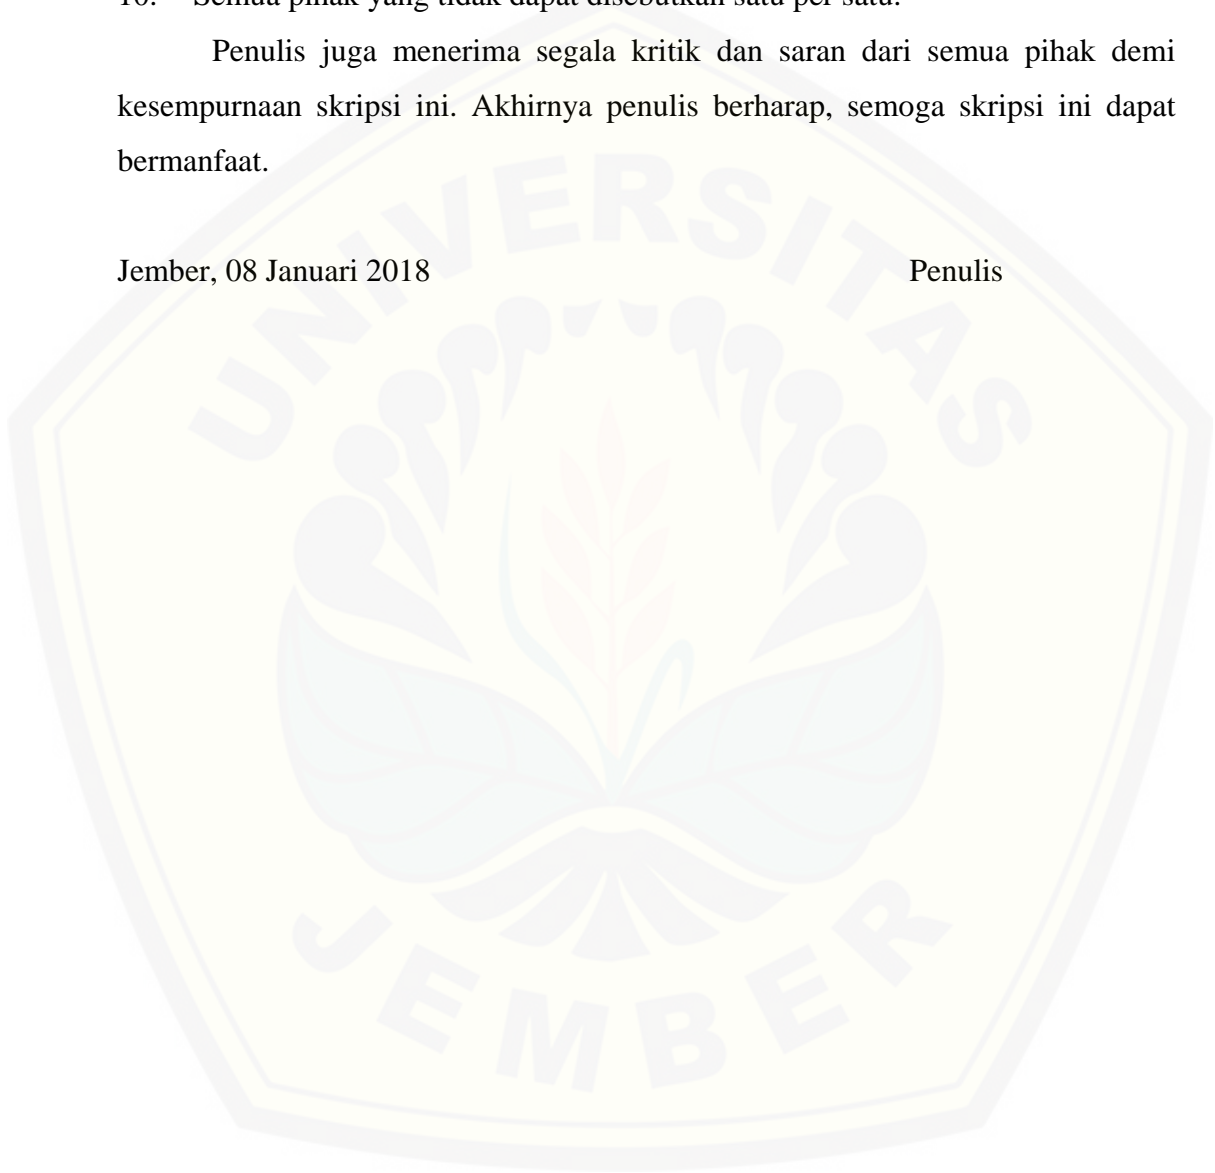 10. Semua pihak yang tidak dapat disebutkan satu per satu.
Penulis juga menerima segala kritik dan saran dari semua pihak demi
kesempurnaan skripsi ini. Akhirnya penulis berharap, semoga skripsi ini dapat
bermanfaat.
Jember, 08 Januari 2018 Penulis
UNIVERSITAS
JEMBER